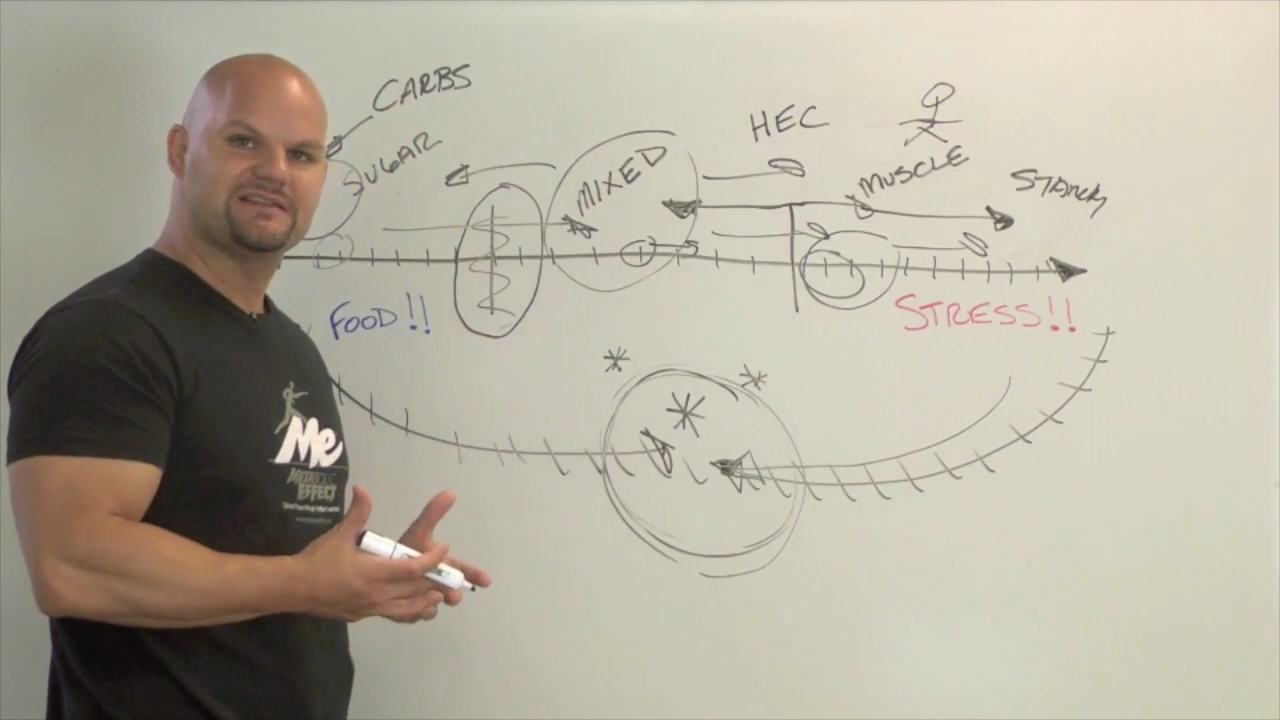 CARBS
SUGAR
MIXED
HEC
MUSCLE
STARCH
FOOD!!
STRESS!!
Me
METABOLIC
EFFECT